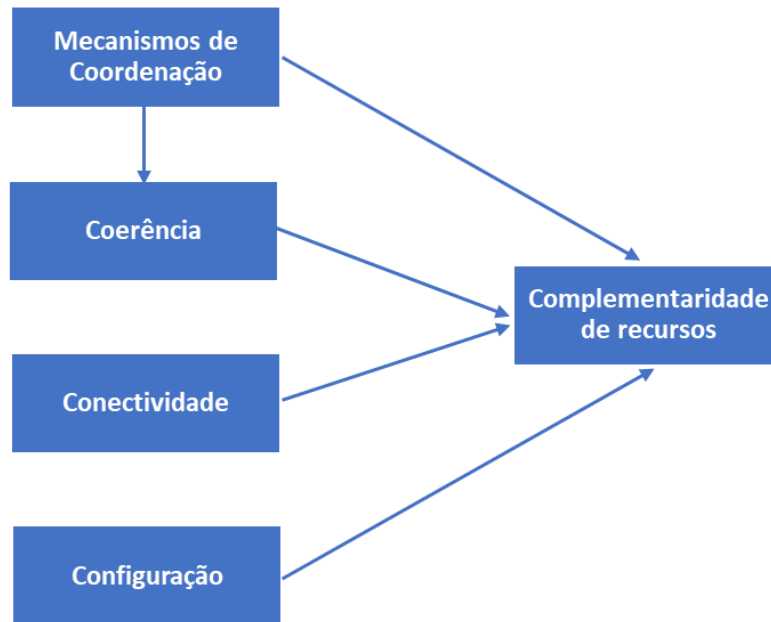 Mecanismos de
Coordenação
Coerência
Complementaridade
de recursos
Conectividade
Configuração